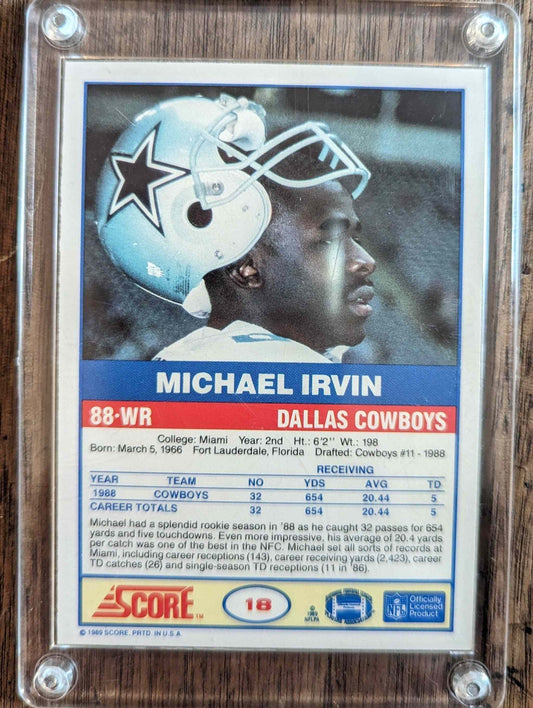 MICHAEL IRVIN
88-WR DALLAS COWBOYS
College: Miami Year: 2nd Ht.: 6'2" Wt.: 198
Born: March 5, 1966 Fort Lauderdale, Florida Drafted: Cowboys #11 - 1988
RECEIVING
YEAR TEAM NO YDS AVG TD
1988 COWBOYS 32 654 20.44 5
CAREER TOTALS 32 654 20.44 5
Michael had a splendid rookie season in '88 as he caught 32 passes for 654
yards and five touchdowns. Even more impressive, his average of 20.4 yards
per catch was one of the best in the NFC. Michael set all sorts of records at
Miami, including career receptions (143), career receiving yards (2,423), career
TD catches (26) and single-season TD receptions (11 in '86).
SCORE™
18
© 1989 NFLPA
NFL
Officially
Licensed
Product
© 1989 SCORE, PRTD. IN U.S.A.